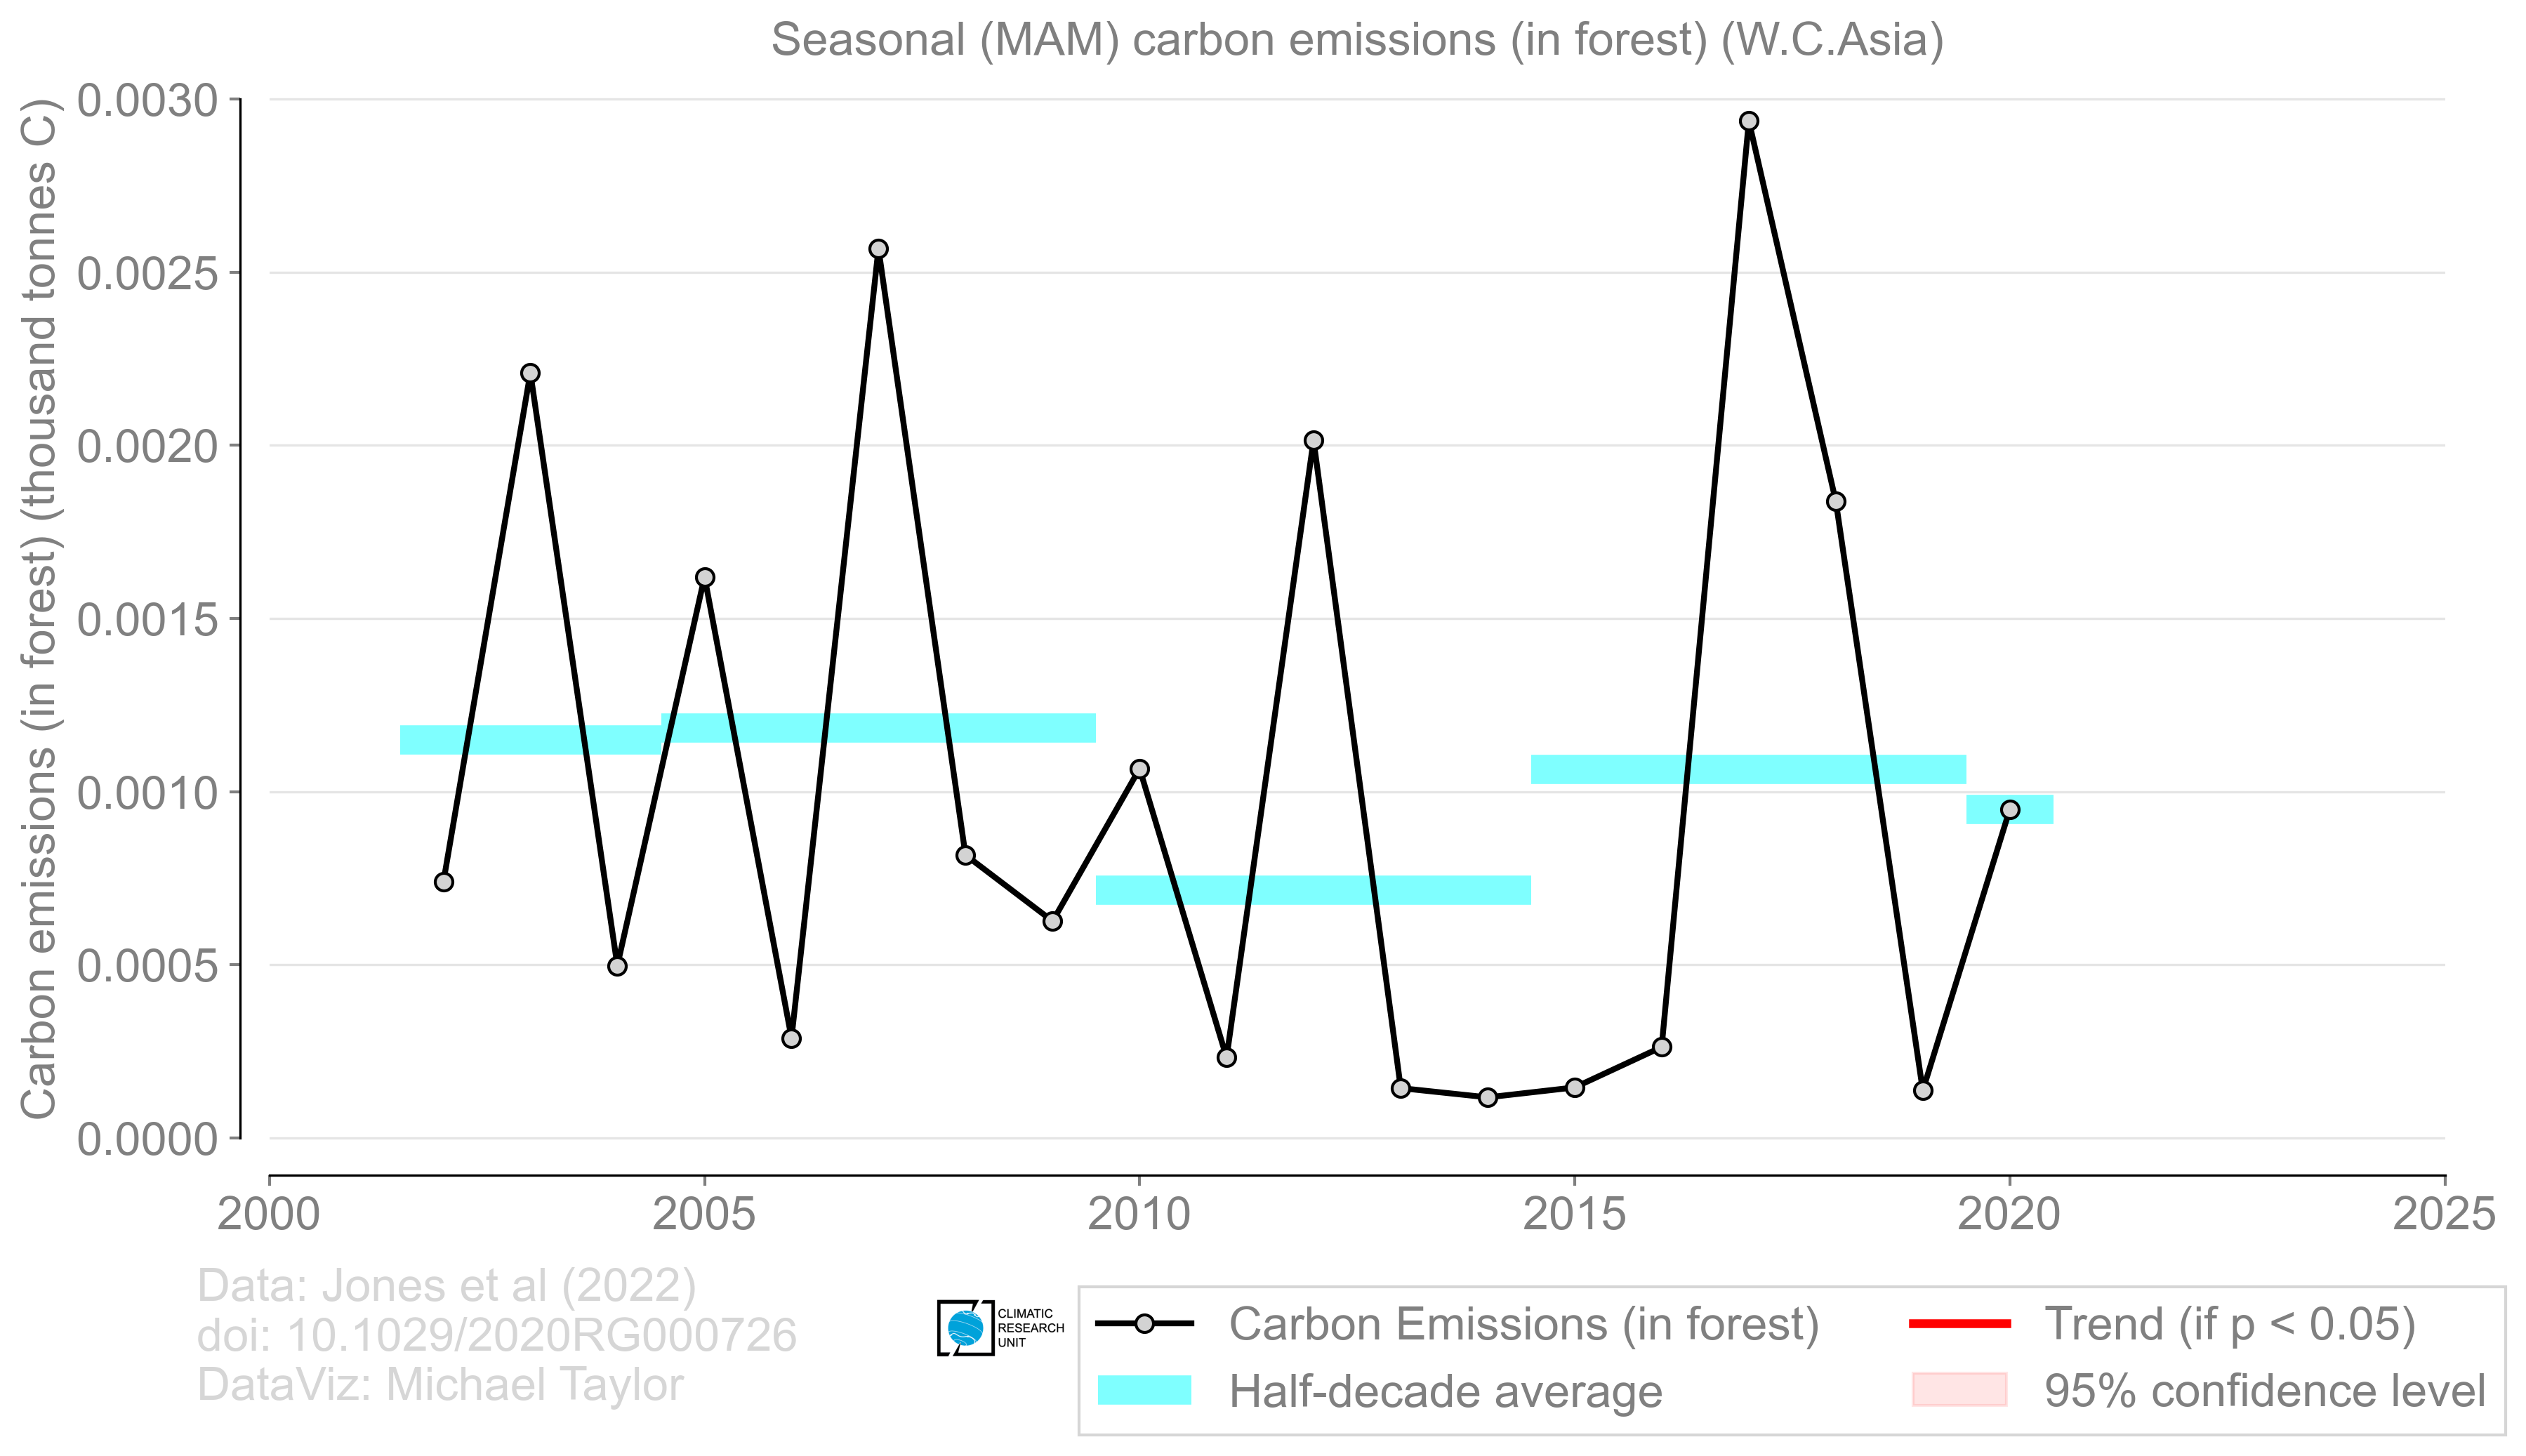 Seasonal (MAM) carbon emissions (in forest) (W.C.Asia)
Carbon emissions (in forest) (thousand tonnes C)
0.0030
0.0025
0.0020
0.0015
0.0010
0.0005
0.0000
2000
2005
2010
2015
2020
2025
Data: Jones et al (2022)
doi: 10.1029/2020RG000726
DataViz: Michael Taylor
CLIMATIC
RESEARCH
UNIT
Carbon Emissions (in forest)
Half-decade average
Trend (if p < 0.05)
95% confidence level